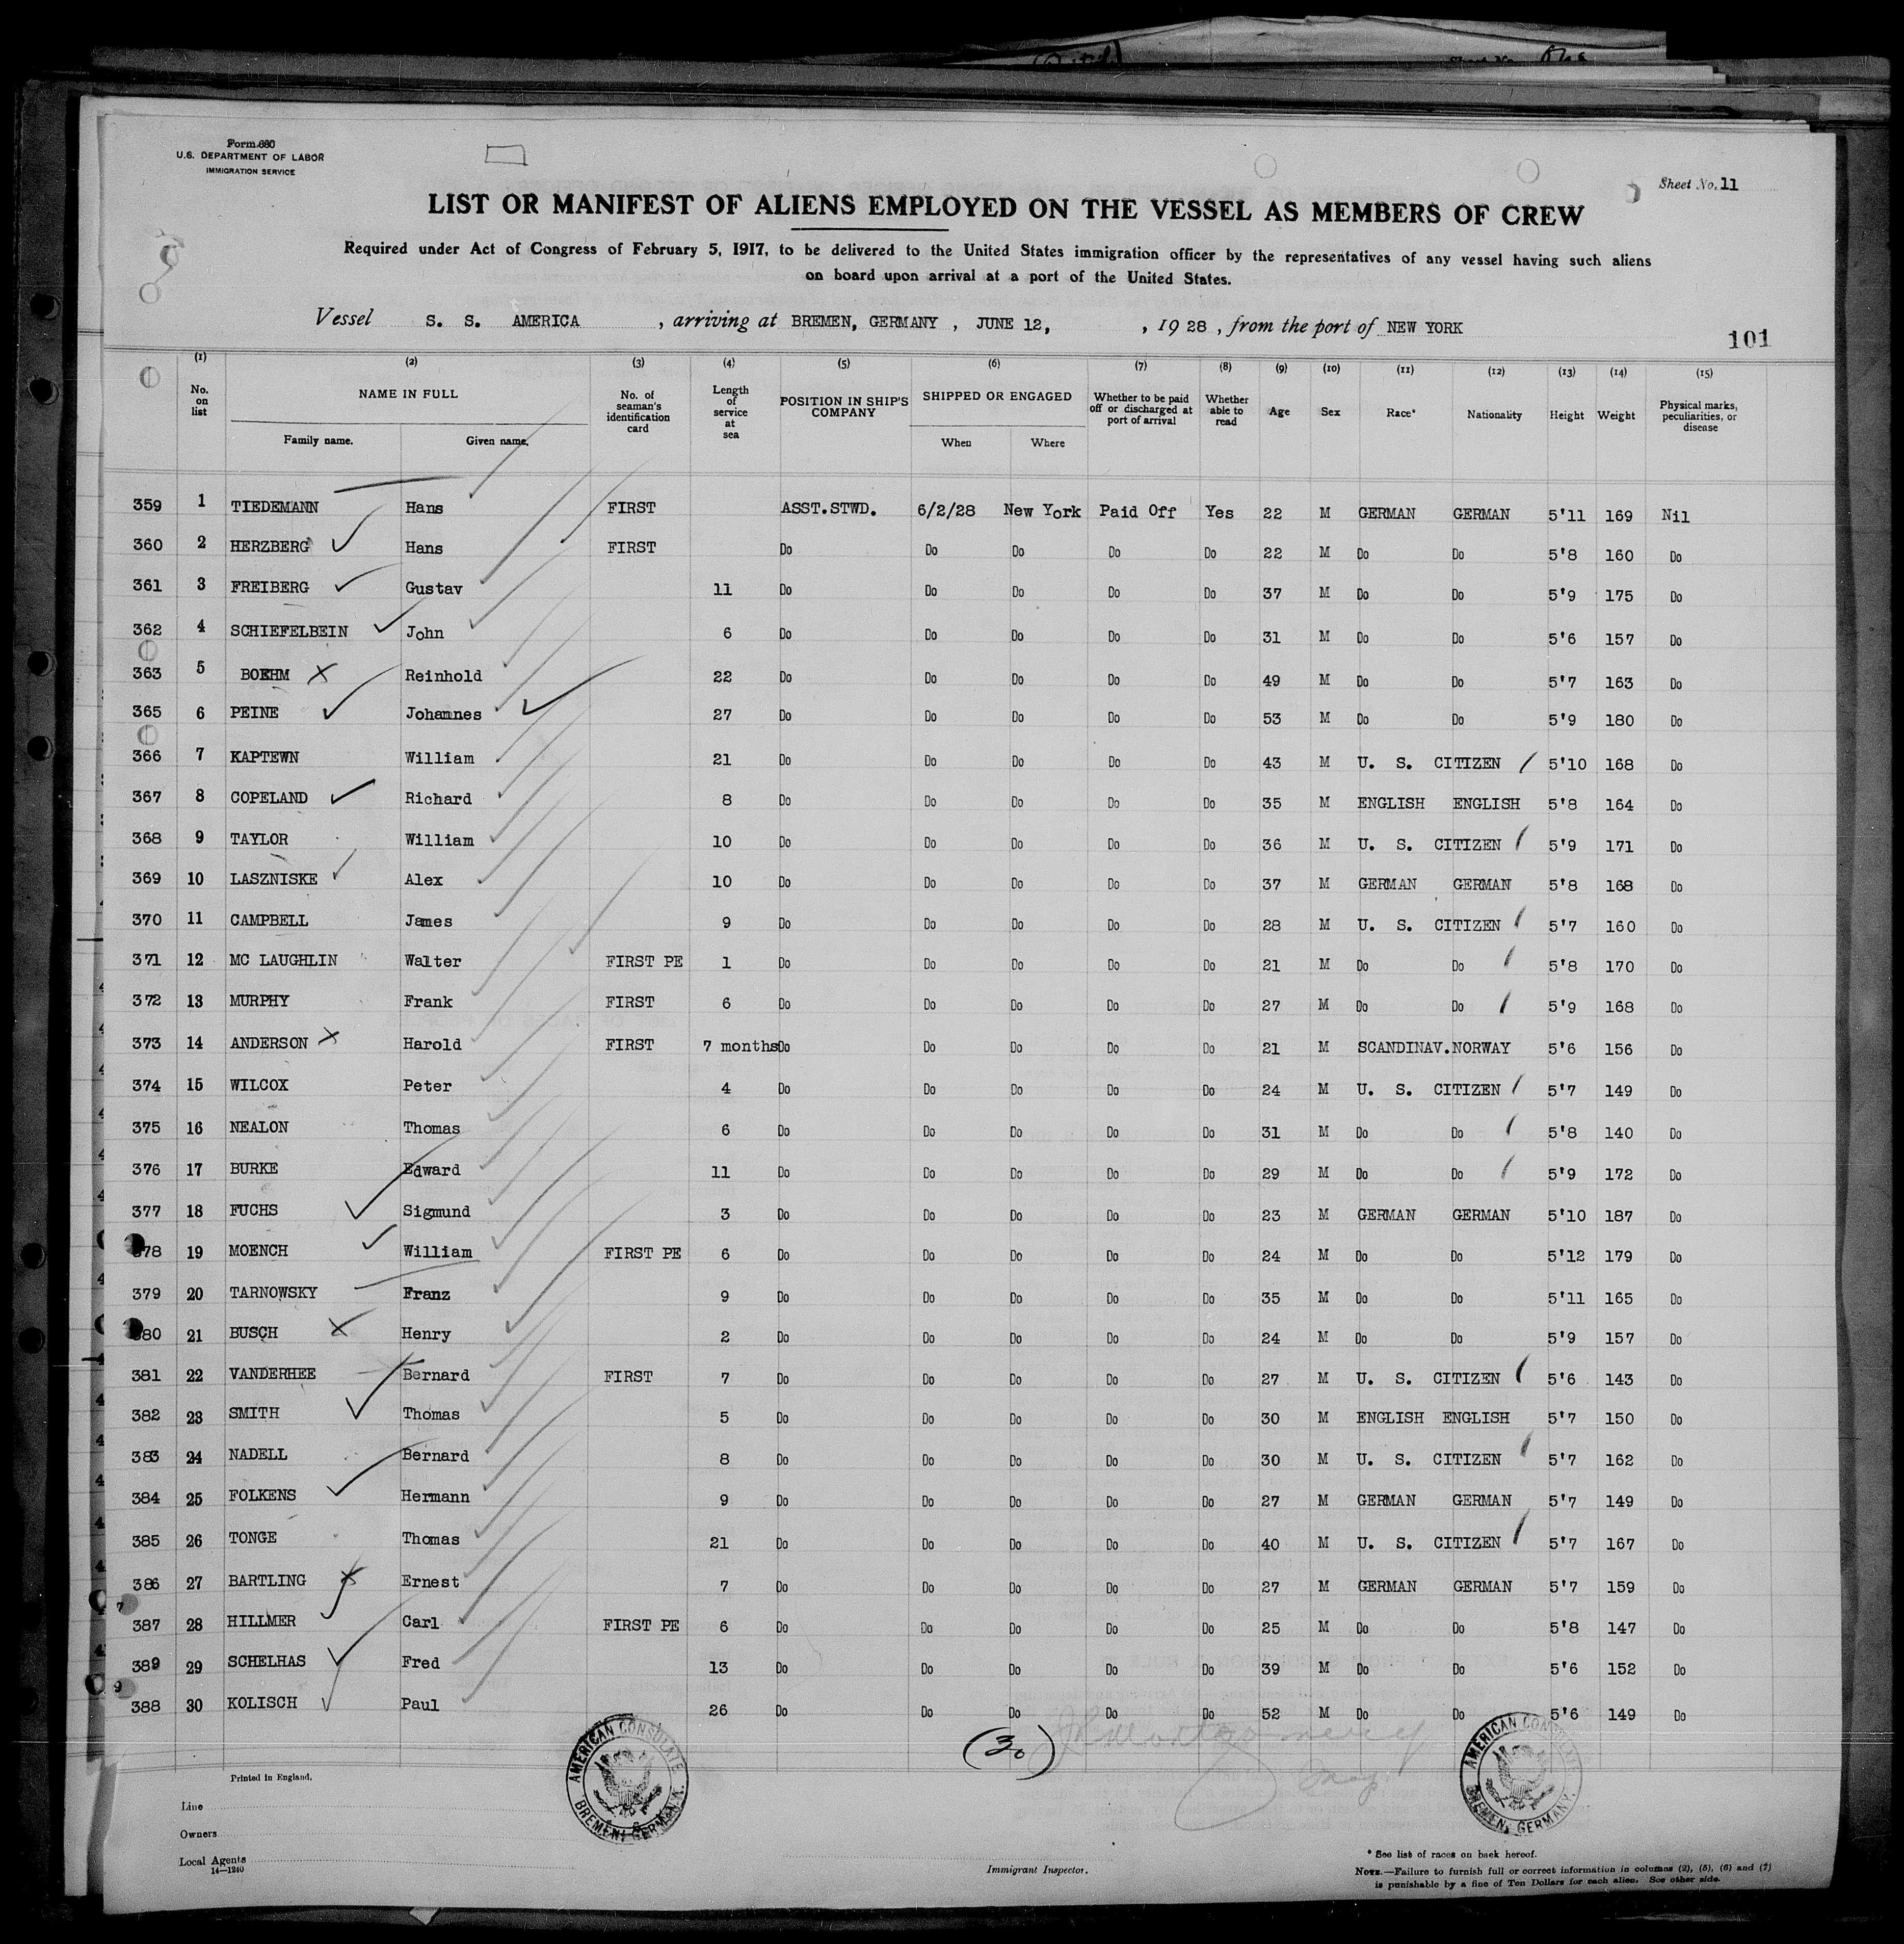 Form 680
U.S. DEPARTMENT OF LABOR
IMMIGRATION SERVICE
Sheet No. 11
LIST OR MANIFEST OF ALIENS EMPLOYED ON THE VESSEL AS MEMBERS OF CREW
Required under Act of Congress of February 5, 1917, to be delivered to the United States immigration officer by the representatives of any vessel having such aliens
on board upon arrival at a port of the United States.
Vessel S. S. AMERICA , arriving at BREMEN, GERMANY , JUNE 12, , 1928 , from the port of NEW YORK
101
(1) (2) (3) (4) (5) (6) (7) (8) (9) (10) (11) (12) (13) (14) (15)
No. on list NAME IN FULL Family name. Given name. No. of seaman's identification card Length of service at sea POSITION IN SHIP'S COMPANY SHIPPED OR ENGAGED When Where Whether to be paid off or discharged at port of arrival Whether able to read Age Sex Race* Nationality Height Weight Physical marks, peculiarities, or disease
359 1 TIEDEMANN Hans FIRST ASST.STWD. 6/2/28 New York Paid Off Yes 22 M GERMAN GERMAN 5'11 169 Nil
360 2 HERZBERG Hans FIRST Do Do Do Do Do 22 M Do Do 5'8 160 Do
361 3 FREIBERG Gustav 11 Do Do Do Do Do 37 M Do Do 5'9 175 Do
362 4 SCHIEFELBEIN John 6 Do Do Do Do Do 31 M Do Do 5'6 157 Do
363 5 BOEHM Reinhold 22 Do Do Do Do Do 49 M Do Do 5'7 163 Do
365 6 PEINE Johannes 27 Do Do Do Do Do 53 M Do Do 5'9 180 Do
366 7 KAPTEWN William 21 Do Do Do Do Do 43 M U. S. CITIZEN 5'10 168 Do
367 8 COPELAND Richard 8 Do Do Do Do Do 35 M ENGLISH ENGLISH 5'8 164 Do
368 9 TAYLOR William 10 Do Do Do Do Do 36 M U. S. CITIZEN 5'9 171 Do
369 10 LASZNISKE Alex 10 Do Do Do Do Do 37 M GERMAN GERMAN 5'8 168 Do
370 11 CAMPBELL James 9 Do Do Do Do Do 28 M U. S. CITIZEN 5'7 160 Do
371 12 MC LAUGHLIN Walter FIRST PE 1 Do Do Do Do Do 21 M Do Do 5'8 170 Do
372 13 MURPHY Frank FIRST 6 Do Do Do Do Do 27 M Do Do 5'9 168 Do
373 14 ANDERSON Harold FIRST 7 months Do Do Do Do Do 21 M SCANDINAV. NORWAY 5'6 156 Do
374 15 WILCOX Peter 4 Do Do Do Do Do 24 M U. S. CITIZEN 5'7 149 Do
375 16 NEALON Thomas 6 Do Do Do Do Do 31 M Do Do 5'8 140 Do
376 17 BURKE Edward 11 Do Do Do Do Do 29 M Do Do 5'9 172 Do
377 18 FUCHS Sigmund 3 Do Do Do Do Do 23 M GERMAN GERMAN 5'10 187 Do
378 19 MOENCH William FIRST PE 6 Do Do Do Do Do 24 M Do Do 5'12 179 Do
379 20 TARNOWSKY Franz 9 Do Do Do Do Do 35 M Do Do 5'11 165 Do
380 21 BUSCH Henry 2 Do Do Do Do Do 24 M Do Do 5'9 157 Do
381 22 VANDERHEE Bernard FIRST 7 Do Do Do Do Do 27 M U. S. CITIZEN 5'6 143 Do
382 23 SMITH Thomas 5 Do Do Do Do Do 30 M ENGLISH ENGLISH 5'7 150 Do
383 24 NADELL Bernard 8 Do Do Do Do Do 30 M U. S. CITIZEN 5'7 162 Do
384 25 FOLKENS Hermann 9 Do Do Do Do Do 27 M GERMAN GERMAN 5'7 149 Do
385 26 TONGE Thomas 21 Do Do Do Do Do 40 M U. S. CITIZEN 5'7 167 Do
386 27 BARTLING Ernest 7 Do Do Do Do Do 27 M GERMAN GERMAN 5'7 159 Do
387 28 HILLMER Carl FIRST PE 6 Do Do Do Do Do 25 M Do Do 5'8 147 Do
389 29 SCHELHAS Fred 13 Do Do Do Do Do 39 M Do Do 5'6 152 Do
388 30 KOLISCH Paul 26 Do Do Do Do Do 52 M Do Do 5'6 149 Do
(30)
AMERICAN CONSULATE BREMEN, GERMANY.
AMERICAN CONSULATE BREMEN, GERMANY.
Printed in England.
Line
Owners
Local Agents
14—1240
Immigrant Inspector.
* See list of races on back hereof.
NOTE.—Failure to furnish full or correct information in columns (2), (5), (6) and (7)
is punishable by a fine of Ten Dollars for each alien. See other side.